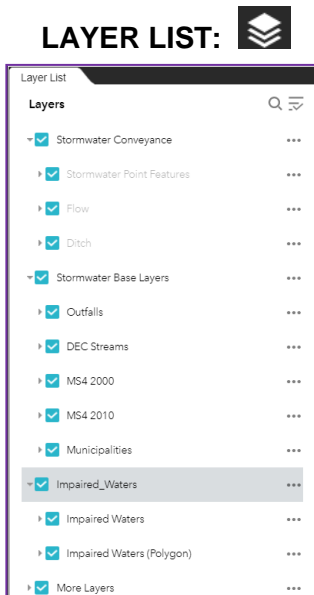 LAYER LIST:
Layer List
Layers
Stormwater Conveyance
Stormwater Point Features
Flow
Ditch
Stormwater Base Layers
Outfalls
DEC Streams
MS4 2000
MS4 2010
Municipalities
Impaired_Waters
Impaired Waters
Impaired Waters (Polygon)
More Layers